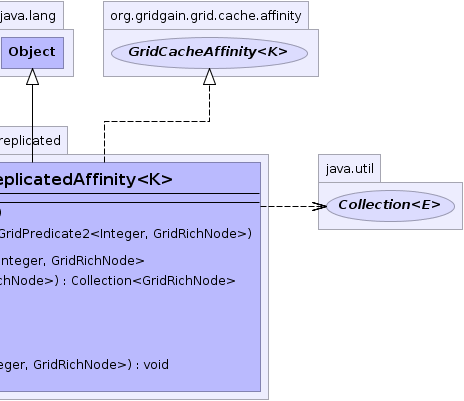 java.lang
org.gridgain.grid.cache.affinity
Object
GridCacheAffinity<K>
replicated
java.util
eplicatedAffinity<K>
Collection<E>
)
GridPredicate2<Integer, GridRichNode>)
nteger, GridRichNode>
chNode>) : Collection<GridRichNode>
eger, GridRichNode>) : void